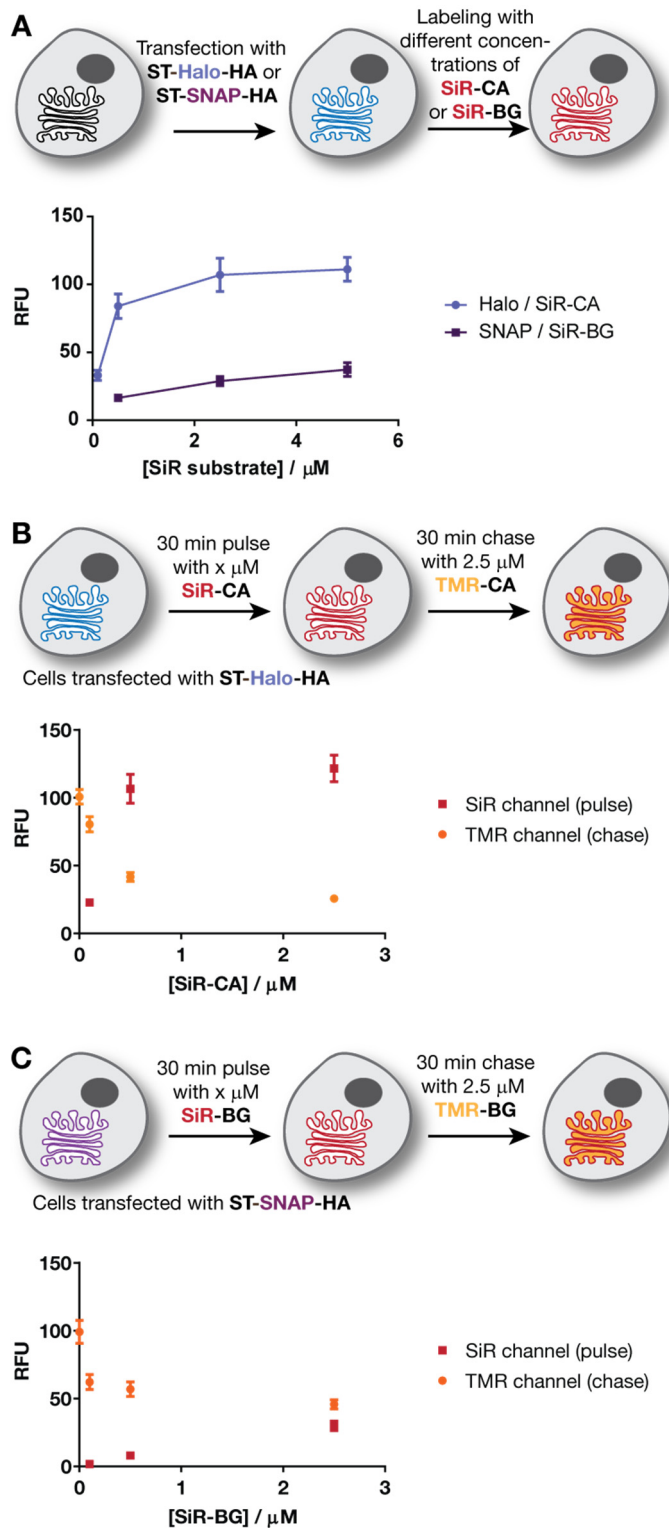 A
Transfection with
ST-Halo-HA or
ST-SNAP-HA
Labeling with
different concen-
trations of
SiR-CA
or SiR-BG
150
100
50
0
RFU
0
2
4
6
[SiR substrate] / μM
Halo / SiR-CA
SNAP / SiR-BG
B
30 min pulse
with x μM
SiR-CA
30 min chase
with 2.5 μM
TMR-CA
Cells transfected with ST-Halo-HA
150
100
50
0
RFU
0
1
2
3
[SiR-CA] / μM
SiR channel (pulse)
TMR channel (chase)
C
30 min pulse
with x μM
SiR-BG
30 min chase
with 2.5 μM
TMR-BG
Cells transfected with ST-SNAP-HA
150
100
50
0
RFU
0
1
2
3
[SiR-BG] / μM
SiR channel (pulse)
TMR channel (chase)